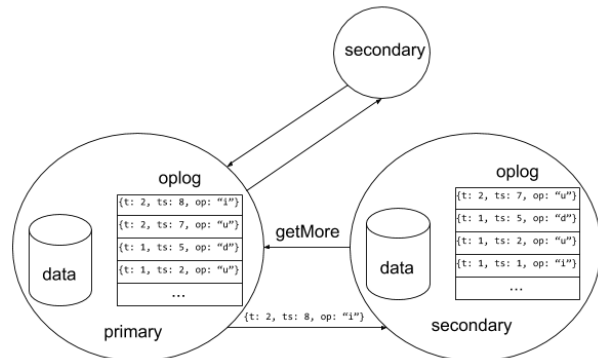 secondary
oplog
{t: 2, ts: 8, op: “i”}
{t: 2, ts: 7, op: “u”}
{t: 1, ts: 5, op: “d”}
{t: 1, ts: 2, op: “u”}
...
data
primary
getMore
{t: 2, ts: 8, op: “i”}
oplog
{t: 2, ts: 7, op: “u”}
{t: 1, ts: 5, op: “d”}
{t: 1, ts: 2, op: “u”}
{t: 1, ts: 1, op: “i”}
...
data
secondary